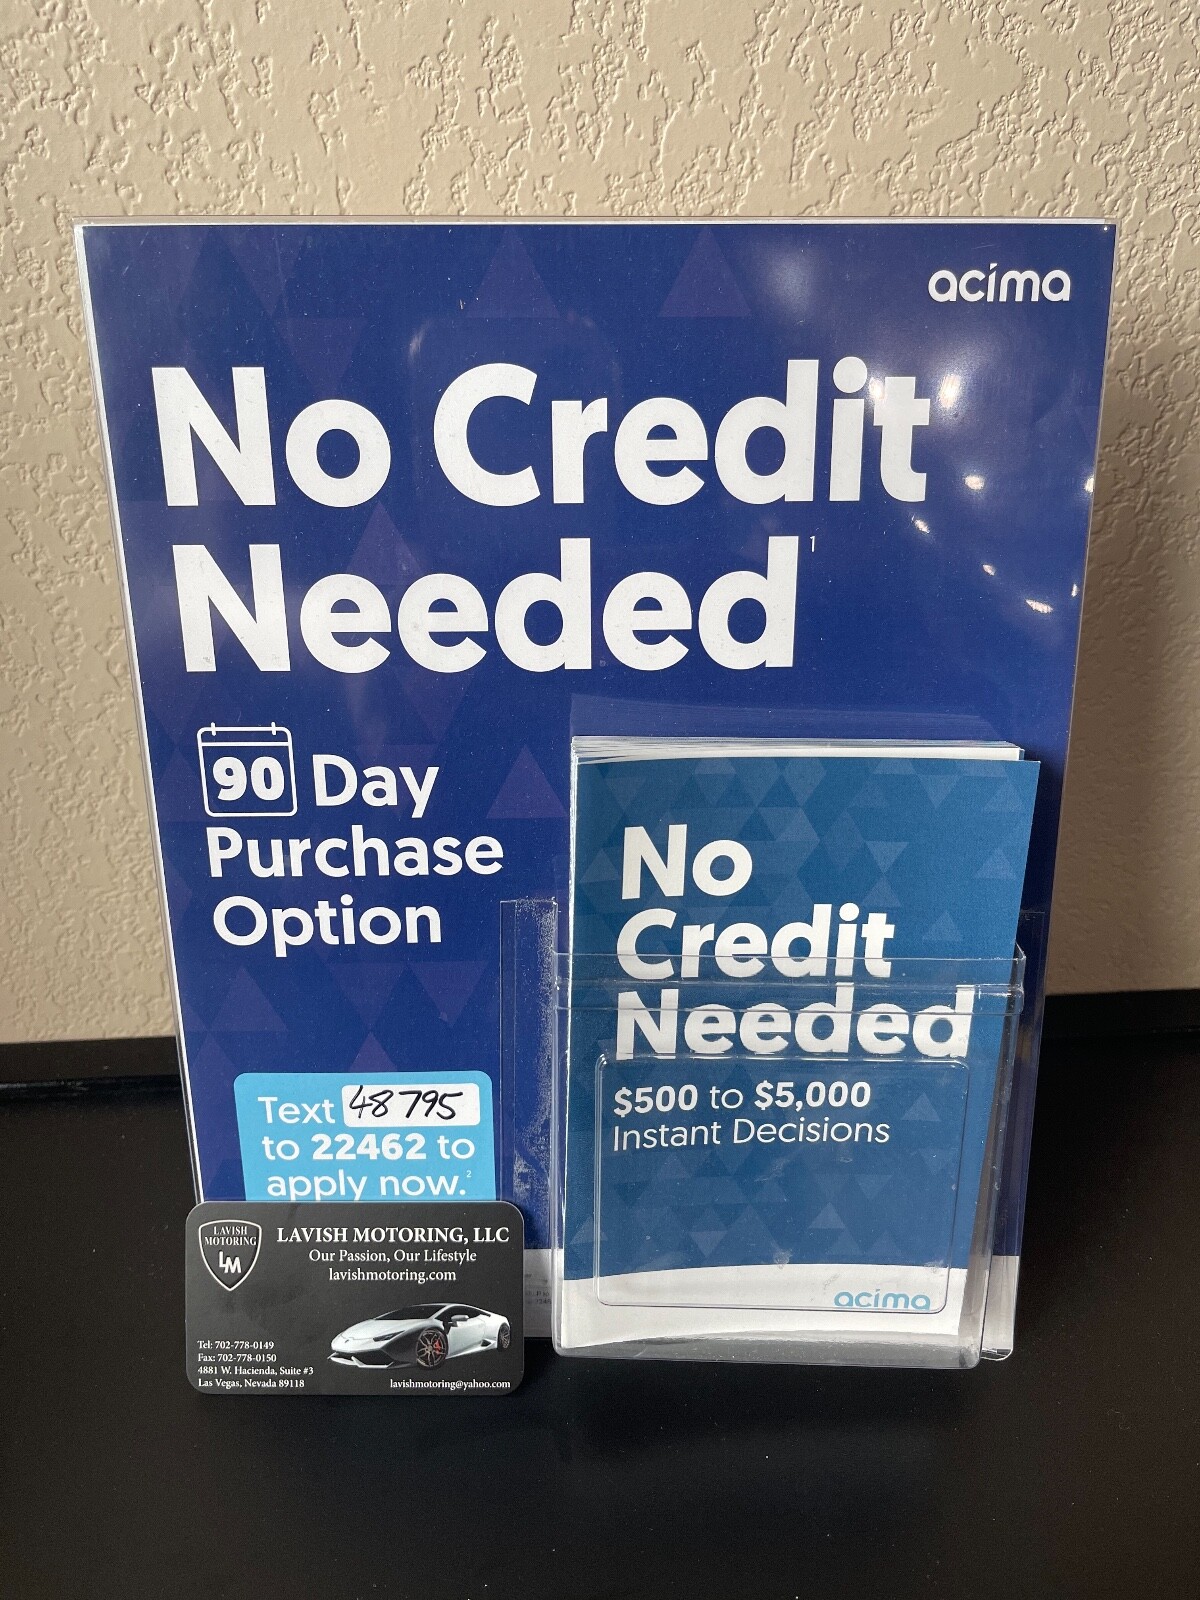 acima
No Credit
Needed1
90 Day
Purchase
Option
Text 48795
to 22462 to
apply now.2
No
Credit
Needed
$500 to $5,000
Instant Decisions
acima
LAVISH
MOTORING
LM
LAVISH MOTORING, LLC
Our Passion, Our Lifestyle
lavishmotoring.com
Tel: 702-778-0149
Fax: 702-778-0150
4881 W. Hacienda, Suite #3
Las Vegas, Nevada 89118
lavishmotoring@yahoo.com